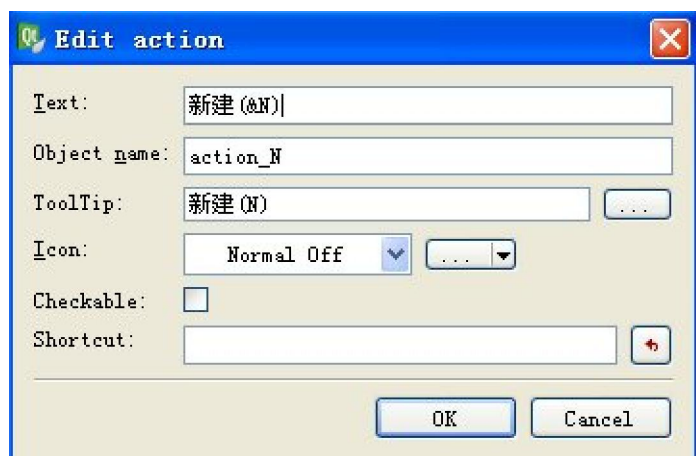 Edit action
Text: 新建(&N)
Object name: action_N
ToolTip: 新建(N) ...
Icon: Normal Off ...
Checkable:
Shortcut:
OK Cancel